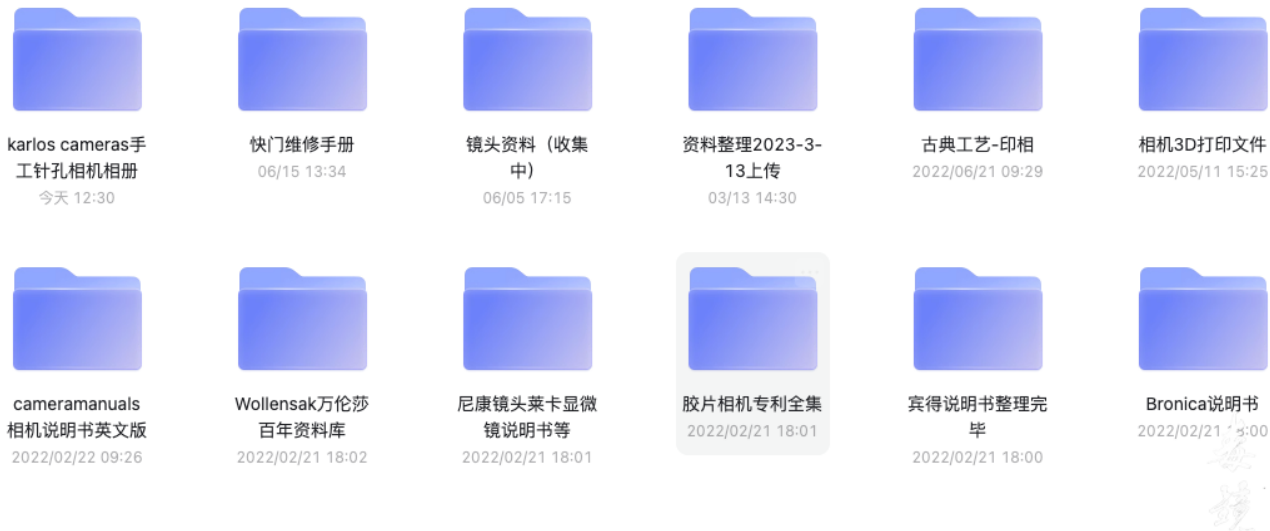 karlos cameras手
工针孔相机相册
今天 12:30
快门维修手册
06/15 13:34
镜头资料（收集
中）
06/05 17:15
资料整理2023-3-
13上传
03/13 14:30
古典工艺-印相
2022/06/21 09:29
相机3D打印文件
2022/05/11 15:25
cameramanuals
相机说明书英文版
2022/02/22 09:26
Wollensak万伦莎
百年资料库
2022/02/21 18:02
尼康镜头莱卡显微
镜说明书等
2022/02/21 18:01
胶片相机专利全集
2022/02/21 18:01
宾得说明书整理完
毕
2022/02/21 18:00
Bronica说明书
2022/02/21 18:00